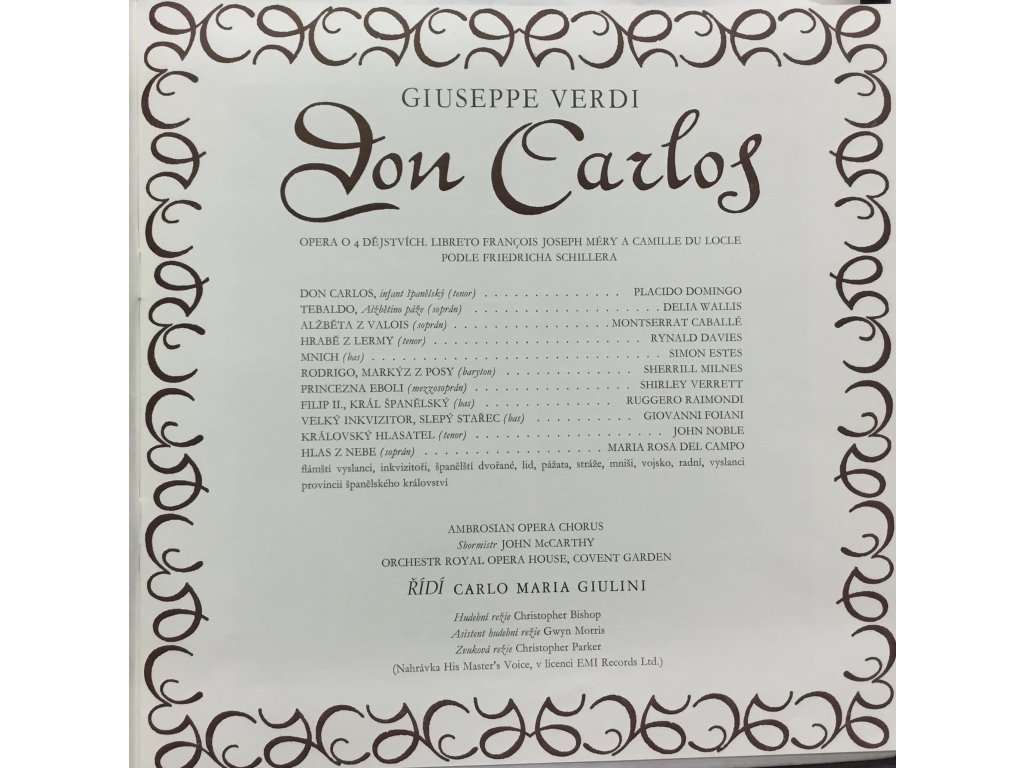 GIUSEPPE VERDI
Don Carlos
OPERA O 4 DĚJSTVÍCH. LIBRETO FRANÇOIS JOSEPH MÉRY A CAMILLE DU LOCLE
PODLE FRIEDRICHA SCHILLERA
DON CARLOS, infant španělský (tenor) . . . . . . . . . . . . . . PLACIDO DOMINGO
TEBALDO, Alžbětino páže (soprán) . . . . . . . . . . . . . . . . . . . DELIA WALLIS
ALŽBĚTA Z VALOIS (soprán) . . . . . . . . . . . . . . . . MONTSERRAT CABALLÉ
HRABĚ Z LERMY (tenor) . . . . . . . . . . . . . . . . . . . . . RYNALD DAVIES
MNICH (bas) . . . . . . . . . . . . . . . . . . . . . . . . . . . . . SIMON ESTES
RODRIGO, MARKÝZ Z POSY (baryton) . . . . . . . . . . . . . SHERRILL MILNES
PRINCEZNA EBOLI (mezzosoprán) . . . . . . . . . . . . . . . . SHIRLEY VERRETT
FILIP II., KRÁL ŠPANĚLSKÝ (bas) . . . . . . . . . . . . . . RUGGERO RAIMONDI
VELKÝ INKVIZITOR, SLEPÝ STAŘEC (bas) . . . . . . . . . . GIOVANNI FOIANI
KRÁLOVSKÝ HLASATEL (tenor) . . . . . . . . . . . . . . . . . . . JOHN NOBLE
HLAS Z NEBE (soprán) . . . . . . . . . . . . . . . . . . MARIA ROSA DEL CAMPO
flámští vyslanci, inkvizitoři, španělští dvořané, lid, pážata, stráže, mniši, vojsko, radní, vyslanci
provincií španělského království
AMBROSIAN OPERA CHORUS
Sbormistr JOHN McCARTHY
ORCHESTR ROYAL OPERA HOUSE, COVENT GARDEN
ŘÍDÍ CARLO MARIA GIULINI
Hudební režie Christopher Bishop
Asistent hudební režie Gwyn Morris
Zvuková režie Christopher Parker
(Nahrávka His Master's Voice, v licenci EMI Records Ltd.)